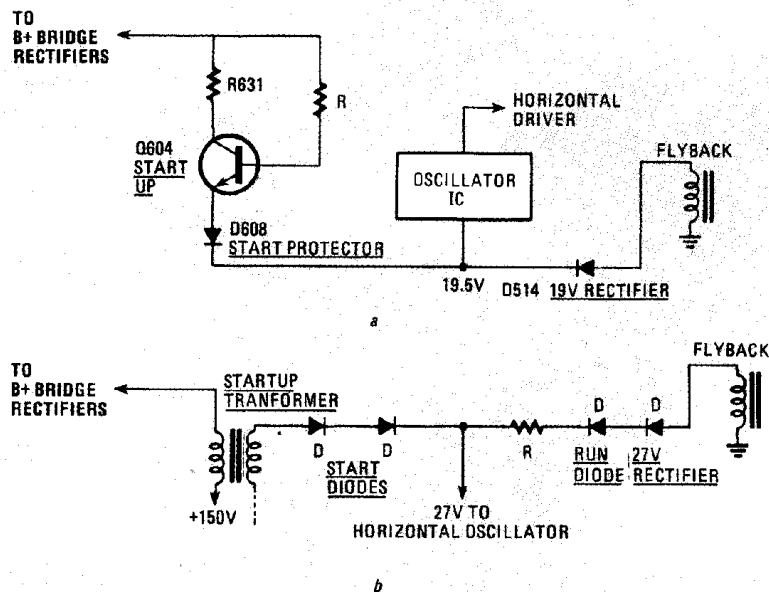 TO
B+ BRIDGE
RECTIFIERS
R631
R
Q604
START
UP
D608
START PROTECTOR
OSCILLATOR
IC
HORIZONTAL
DRIVER
FLYBACK
19.5V
D514 19V RECTIFIER
a
TO
B+ BRIDGE
RECTIFIERS
STARTUP
TRANFORMER
+150V
D
D
START
DIODES
27V TO
HORIZONTAL OSCILLATOR
R
D
D
RUN
DIODE
27V
RECTIFIER
FLYBACK
b